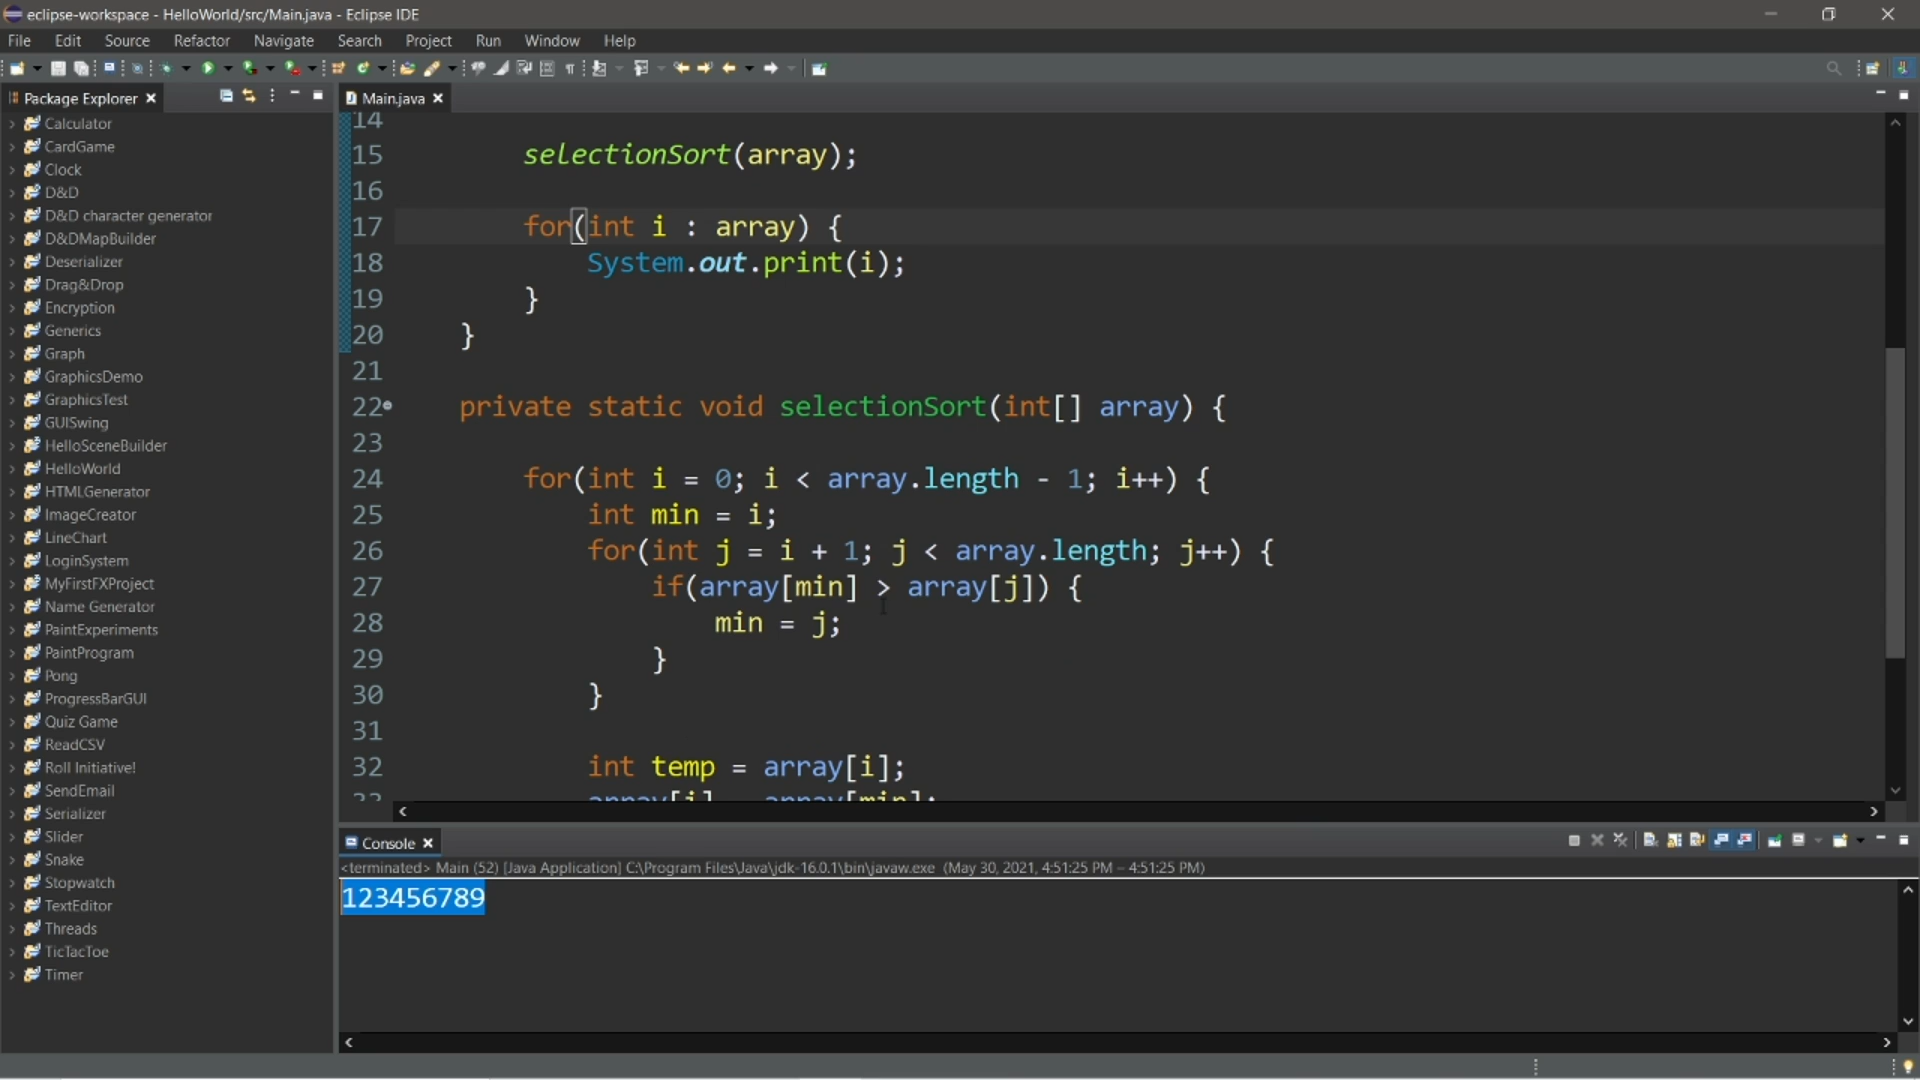 eclipse-workspace - HelloWorld/src/Main.java - Eclipse IDE
File Edit Source Refactor Navigate Search Project Run Window Help
Package Explorer
Main.java
Calculator
CardGame
Clock
D&D
D&D character generator
D&DMapBuilder
Deserializer
Drag&Drop
Encryption
Generics
Graph
GraphicsDemo
GraphicsTest
GUISwing
HelloSceneBuilder
HelloWorld
HTMLGenerator
ImageCreator
LineChart
LoginSystem
MyFirstFXProject
Name Generator
PaintExperiments
PaintProgram
Pong
ProgressBarGUI
Quiz Game
ReadCSV
Roll Initiative!
SendEmail
Serializer
Slider
Snake
Stopwatch
TextEditor
Threads
TicTacToe
Timer
14
15 selectionSort(array);
16
17 for(int i : array) {
18 System.out.print(i);
19 }
20 }
21
22 private static void selectionSort(int[] array) {
23
24 for(int i = 0; i < array.length - 1; i++) {
25 int min = i;
26 for(int j = i + 1; j < array.length; j++) {
27 if(array[min] > array[j]) {
28 min = j;
29 }
30 }
31
32 int temp = array[i];
33 array[i] = array[min];
Console
<terminated> Main (52) [Java Application] C:\Program Files\Java\jdk-16.0.1\bin\javaw.exe (May 30, 2021, 4:51:25 PM – 4:51:25 PM)
123456789